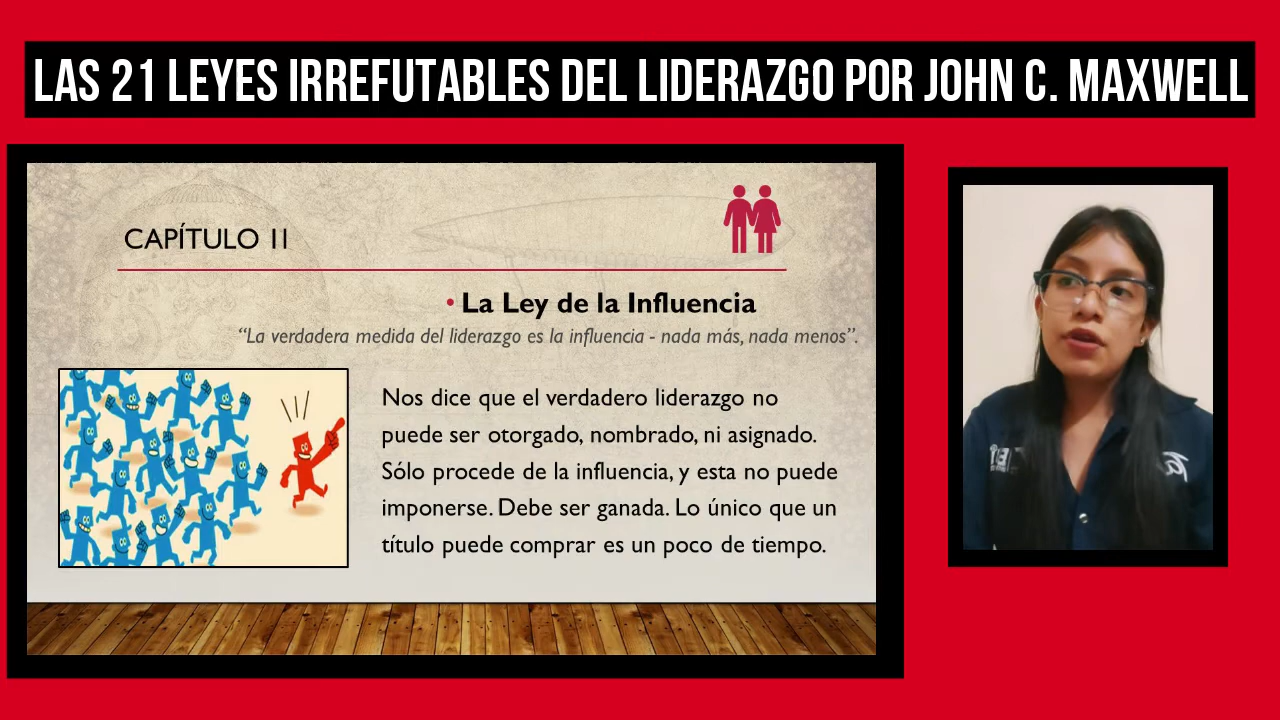 LAS 21 LEYES IRREFUTABLES DEL LIDERAZGO POR JOHN C. MAXWELL
CAPÍTULO II
• La Ley de la Influencia
“La verdadera medida del liderazgo es la influencia - nada más, nada menos”.
Nos dice que el verdadero liderazgo no
puede ser otorgado, nombrado, ni asignado.
Sólo procede de la influencia, y esta no puede
imponerse. Debe ser ganada. Lo único que un
título puede comprar es un poco de tiempo.